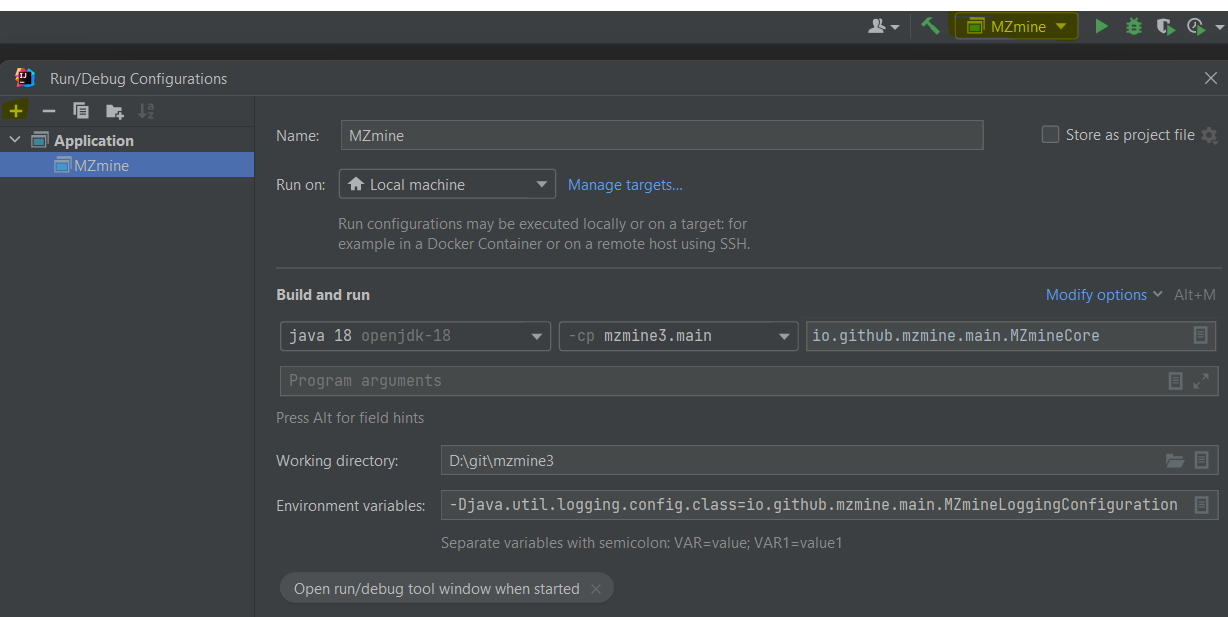 MZmine
Run/Debug Configurations
Application
MZmine
Name:
MZmine
Store as project file
Run on:
Local machine
Manage targets...
Run configurations may be executed locally or on a target: for
example in a Docker Container or on a remote host using SSH.
Build and run
Modify options
Alt+M
java 18 openjdk-18
-cp mzmine3.main
io.github.mzmine.main.MZmineCore
Program arguments
Press Alt for field hints
Working directory:
D:\git\mzmine3
Environment variables:
-Djava.util.logging.config.class=io.github.mzmine.main.MZmineLoggingConfiguration
Separate variables with semicolon: VAR=value; VAR1=value1
Open run/debug tool window when started